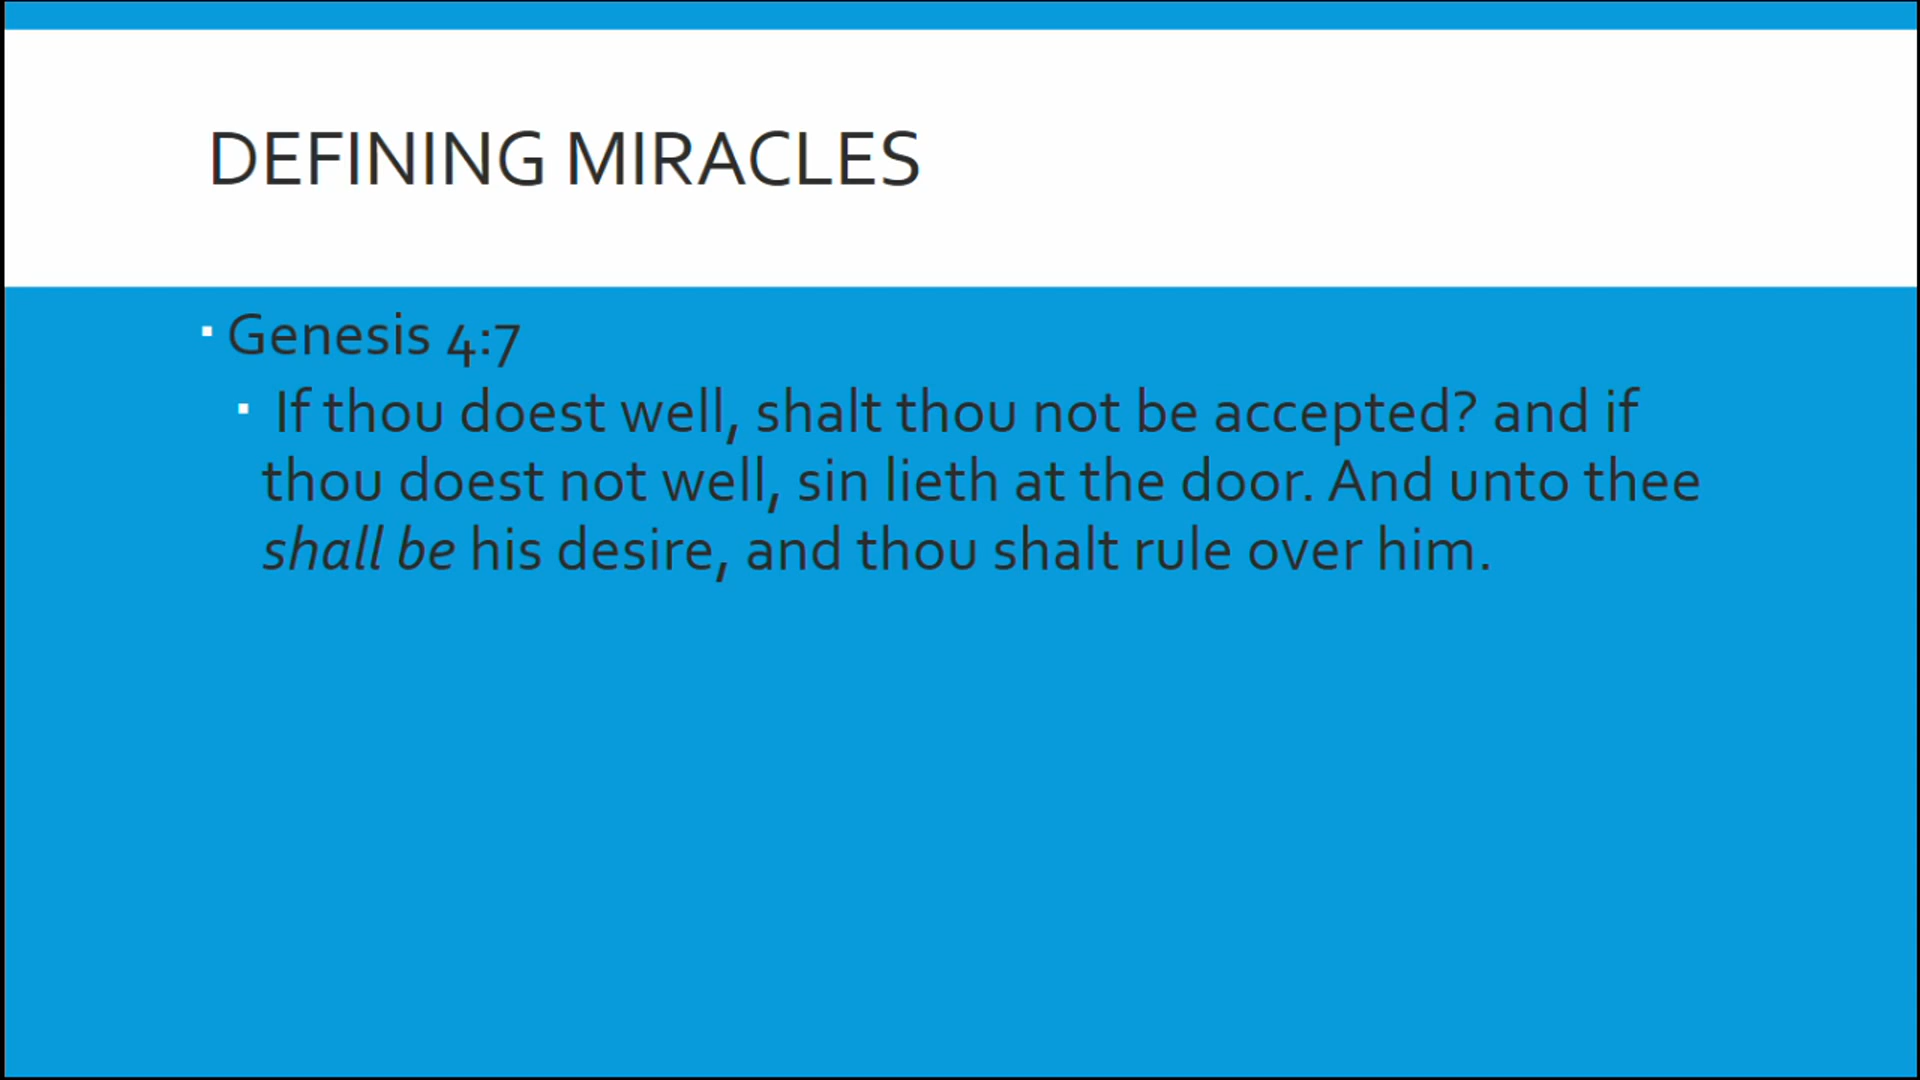 DEFINING MIRACLES
Genesis 4:7
If thou doest well, shalt thou not be accepted? and if
thou doest not well, sin lieth at the door. And unto thee
shall be his desire, and thou shalt rule over him.